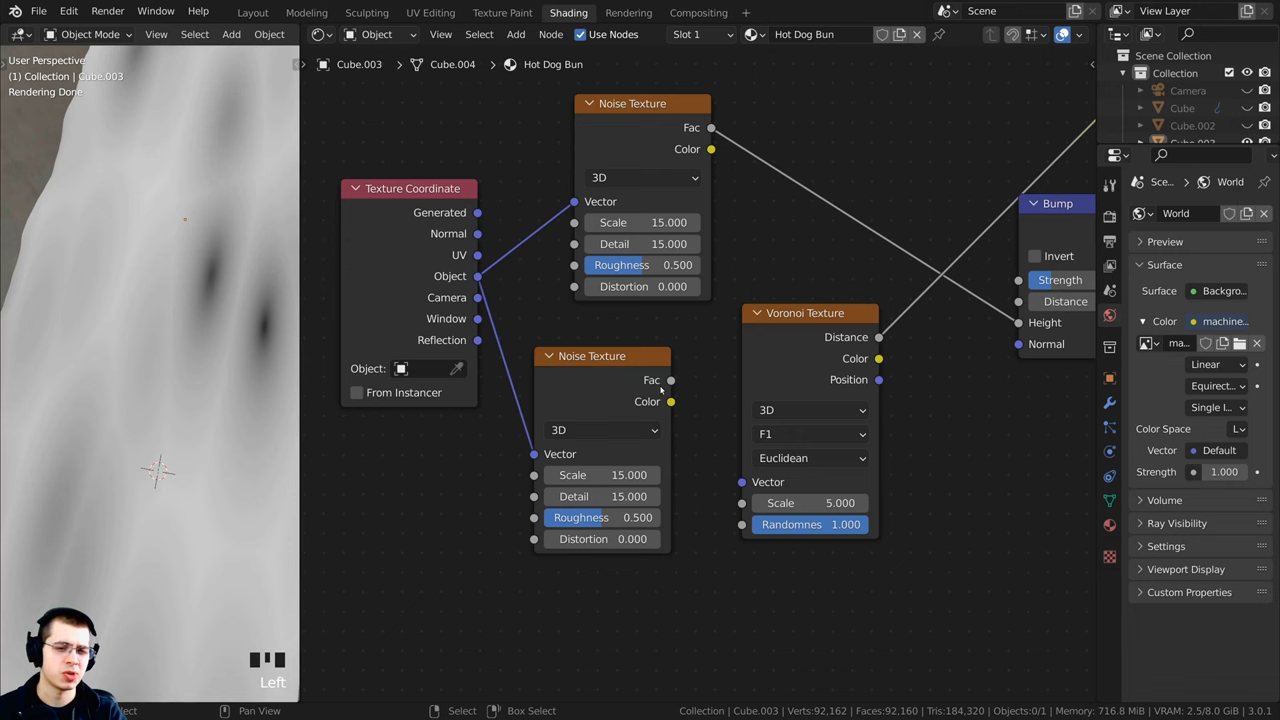 File Edit Render Window Help Layout Modeling Sculpting UV Editing Texture Paint Shading Rendering Compositing + Scene View Layer
Object Mode View Select Add Object Object View Select Add Node Use Nodes Slot 1 Hot Dog Bun
User Perspective
(1) Collection | Cube.003
Rendering Done
Cube.003 > Cube.004 > Hot Dog Bun
Scene Collection
Collection
Camera
Cube
Cube.002
Sce... > World
World
Preview
Surface
Surface Backgro...
Color machine...
ma...
Linear
Equirect...
Single I...
Color Space L
Vector Default
Strength 1.000
Volume
Ray Visibility
Settings
Viewport Display
Custom Properties
Texture Coordinate
Generated
Normal
UV
Object
Camera
Window
Reflection
Object:
From Instancer
Noise Texture
Fac
Color
3D
Vector
Scale 15.000
Detail 15.000
Roughness 0.500
Distortion 0.000
Noise Texture
Fac
Color
3D
Vector
Scale 15.000
Detail 15.000
Roughness 0.500
Distortion 0.000
Voronoi Texture
Distance
Color
Position
3D
F1
Euclidean
Vector
Scale 5.000
Randomnes 1.000
Bump
Invert
Strength
Distance
Height
Normal
Left
Select Pan View Select Box Select Collection | Cube.003 | Verts:92,162 | Faces:92,160 | Tris:184,320 | Objects:0/1 | Memory: 716.8 MiB | VRAM: 2.5/8.0 GiB | 3.0.1